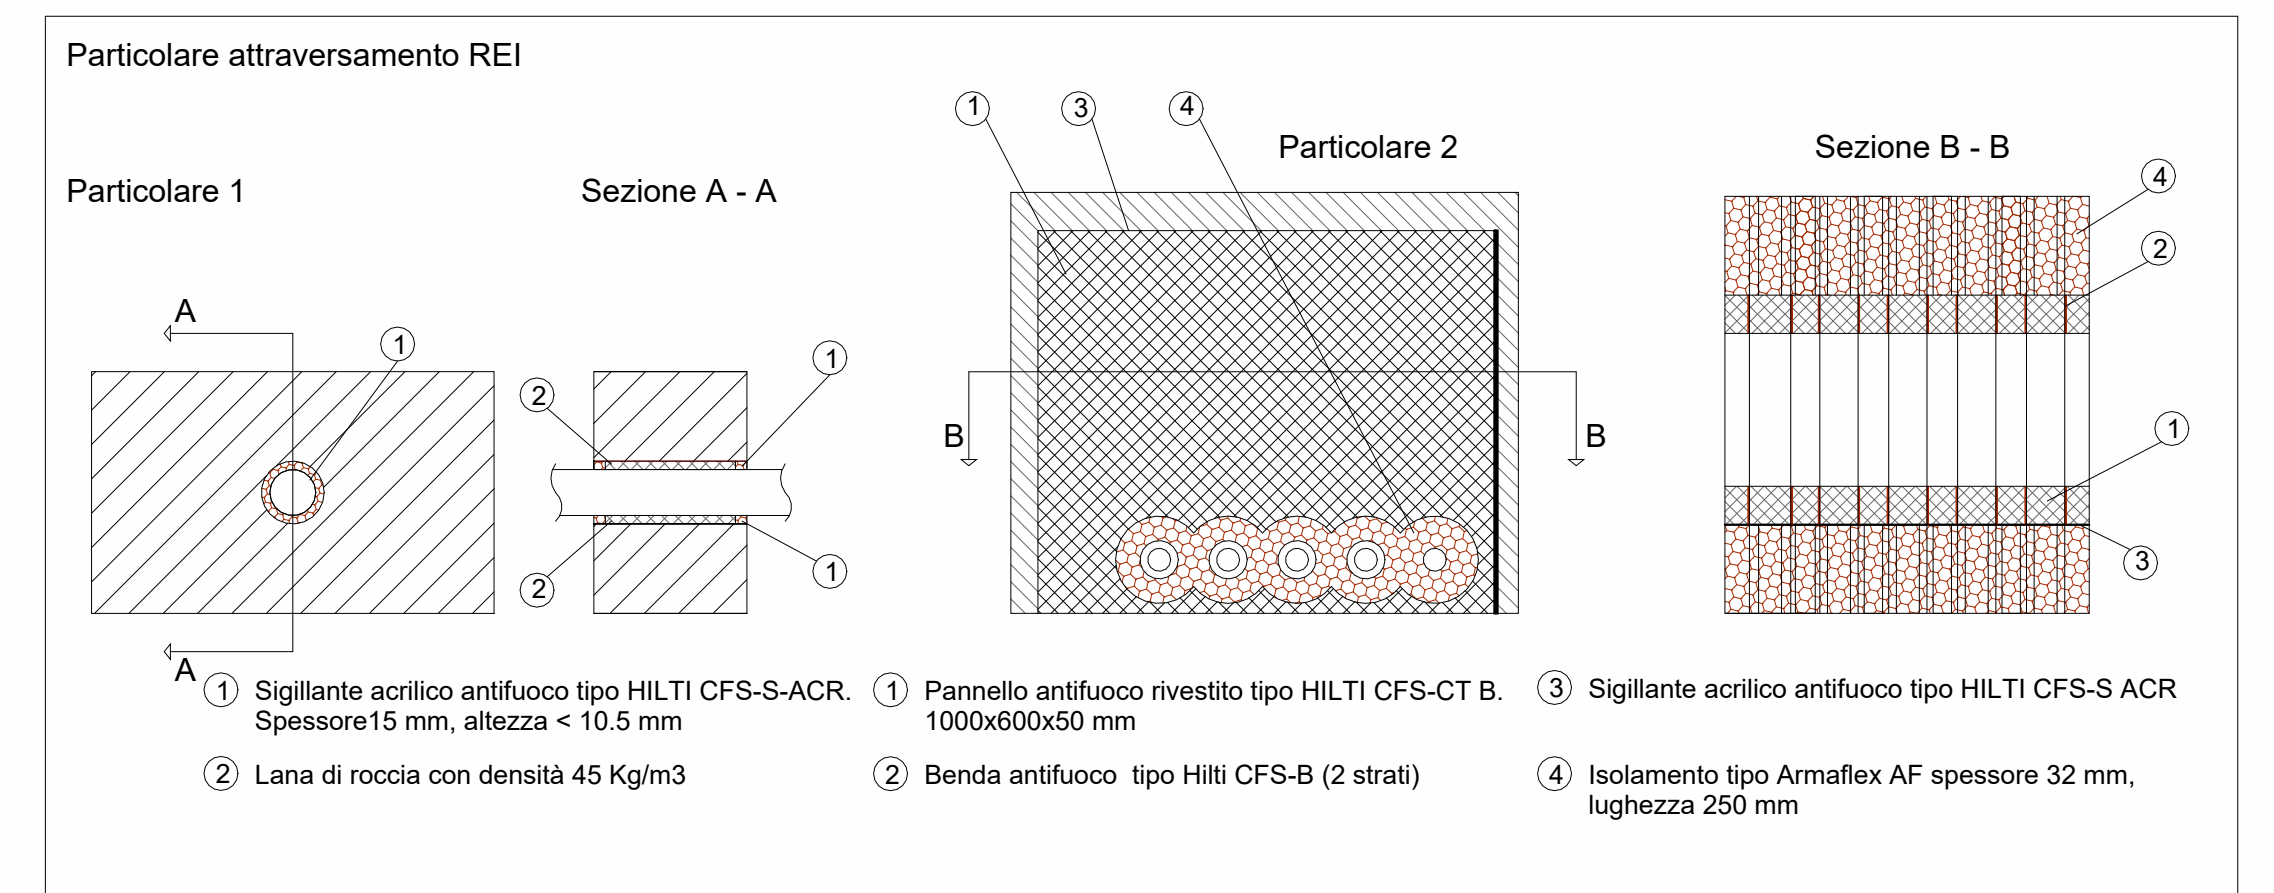 Particolare attraversamento REI
1
3
4
Particolare 2
Sezione B - B
4
Particolare 1
Sezione A - A
2
A
1
1
2
B
B
1
3
2
1
A
1 Sigillante acrilico antifuoco tipo HILTI CFS-S-ACR.
Spessore15 mm, altezza < 10.5 mm
2 Lana di roccia con densità 45 Kg/m3
1 Pannello antifuoco rivestito tipo HILTI CFS-CT B.
1000x600x50 mm
2 Benda antifuoco  tipo Hilti CFS-B (2 strati)
3 Sigillante acrilico antifuoco tipo HILTI CFS-S ACR
4 Isolamento tipo Armaflex AF spessore 32 mm,
lughezza 250 mm